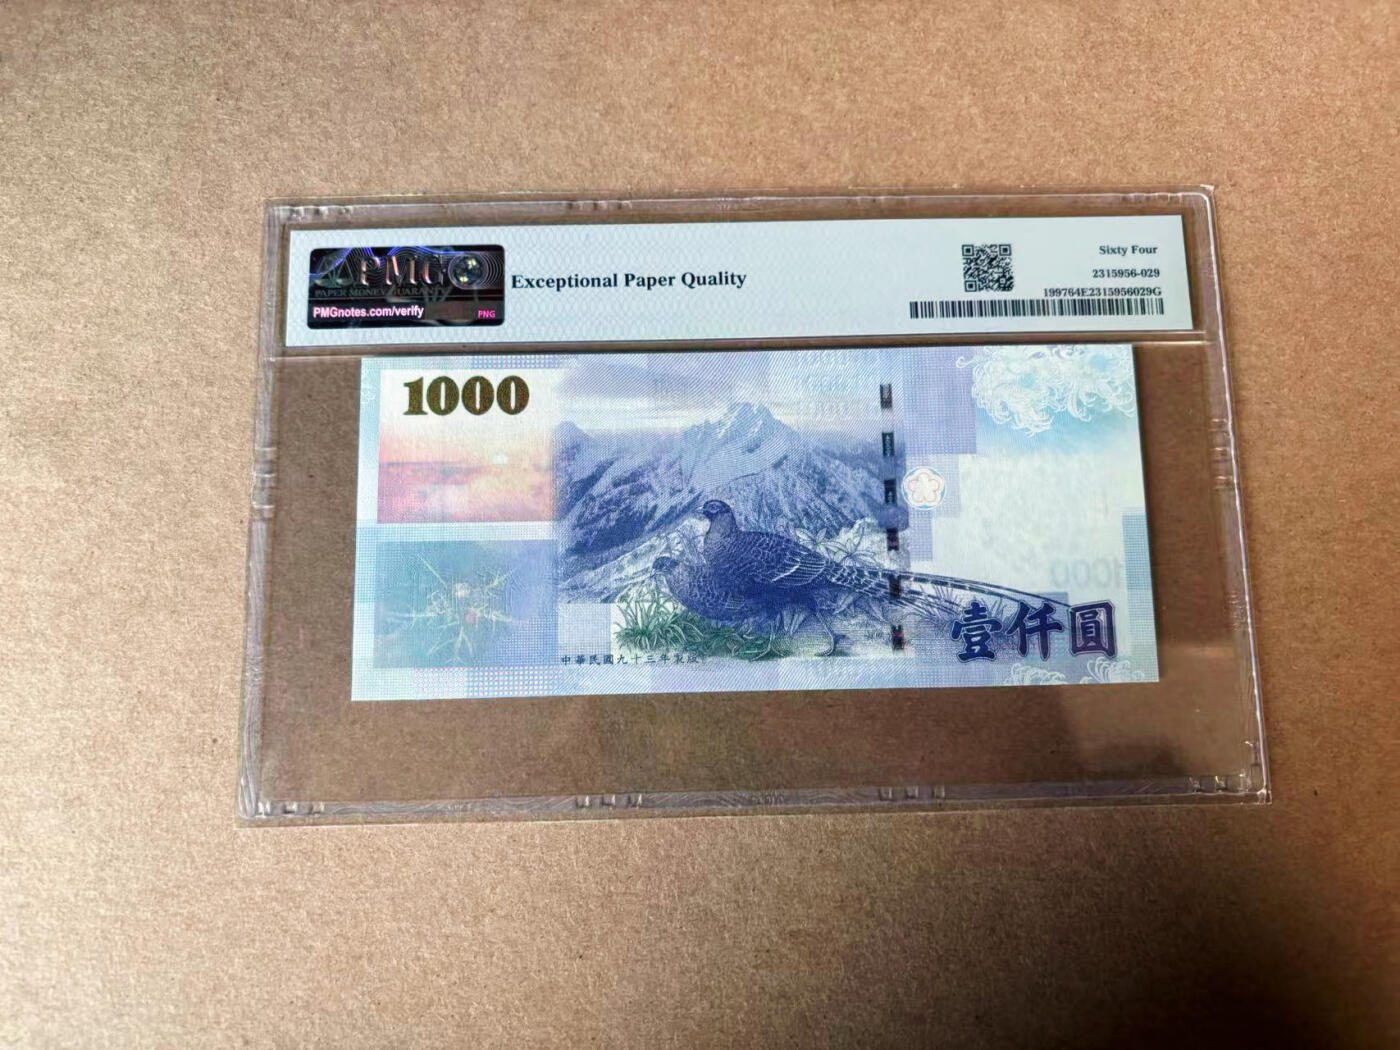 PMG
PAPER MONEY GUARANTY
PMGnotes.com/verify
PNG
Exceptional Paper Quality
Sixty Four
2315956-029
199764E2315956029G
1000
1000
壹仟圓
中華民國九十三年製版